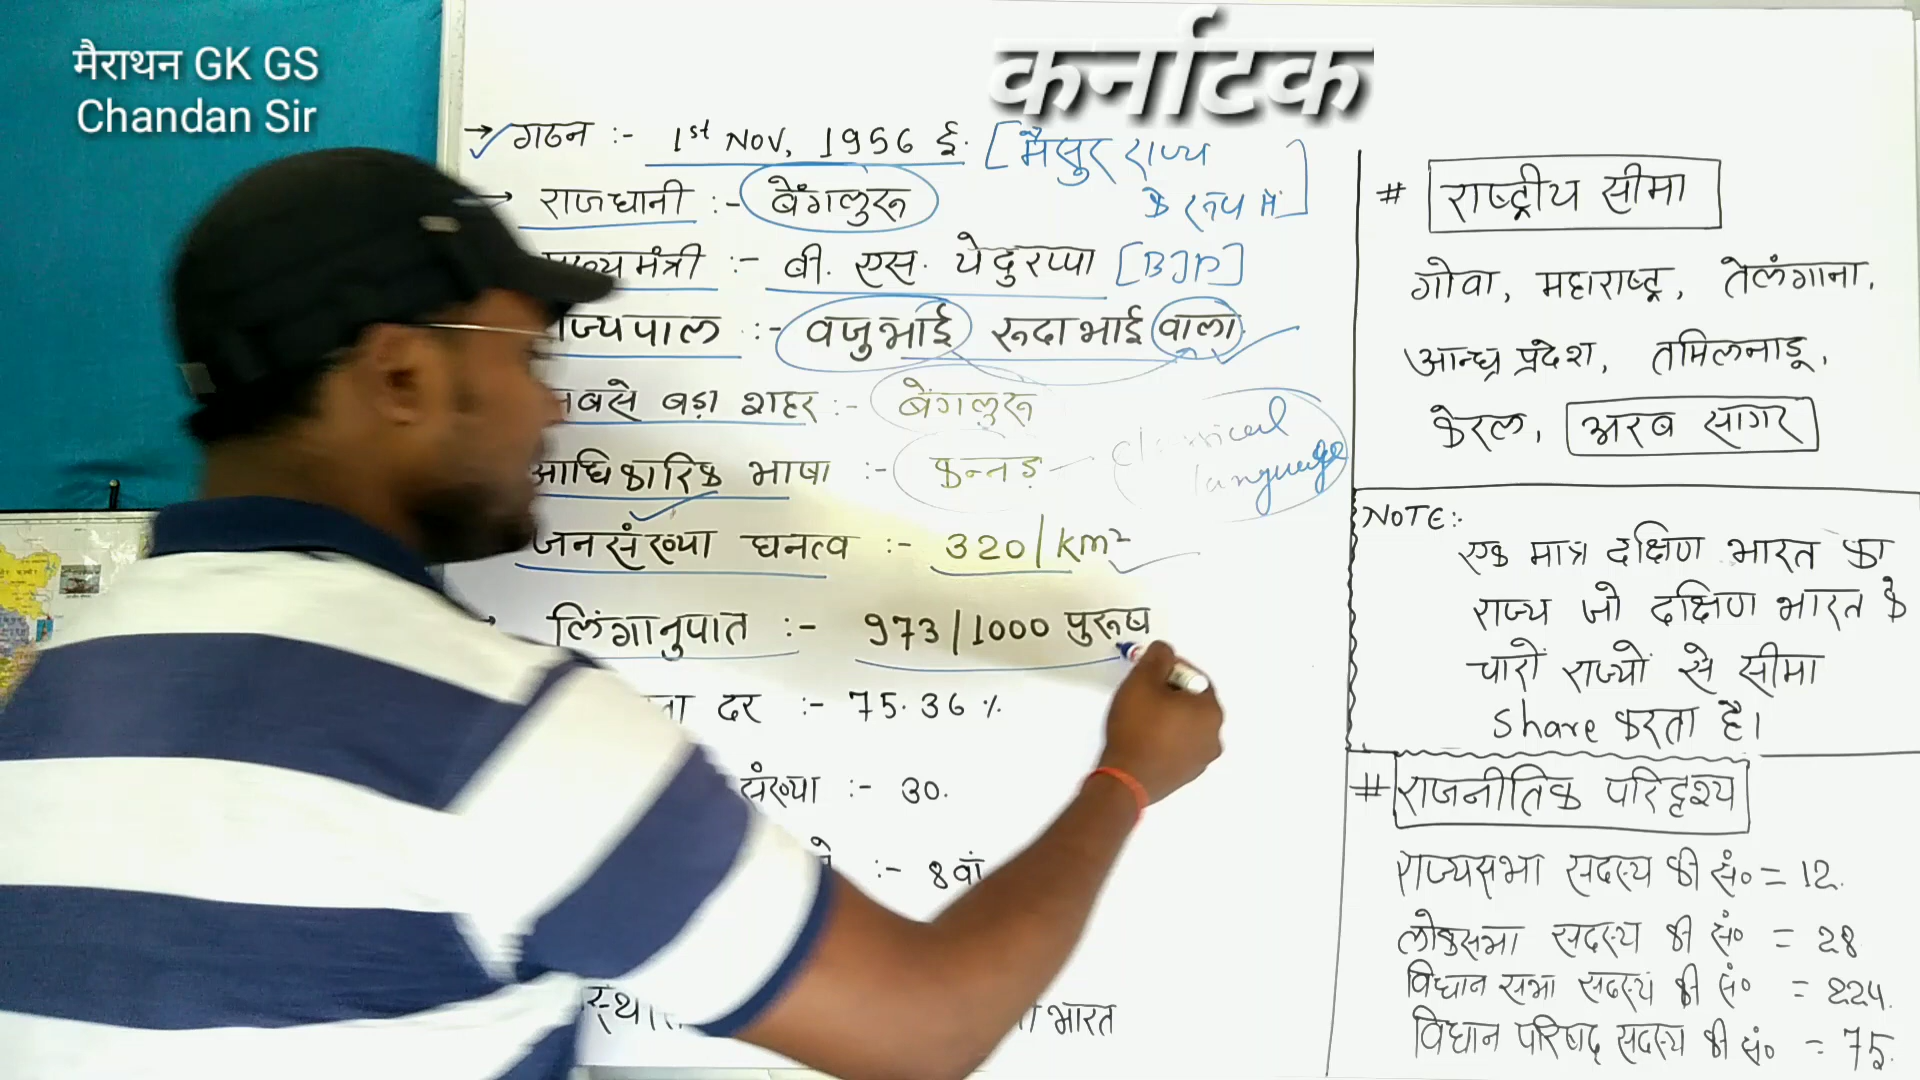 मैराथन GK GS
Chandan Sir
कर्नाटक
→ गठन :- 1st NOV, 1956 ई. [मैसुर राज्य के रूप में]
→ राजधानी :- बेंगलुरू
मंत्री :- बी. एस. येदुरप्पा [BJP]
:- वजुभाई रूदाभाई वाला
सबसे बड़ा शहर :- बेंगलुरू
आधिकारिक भाषा :- कन्नड़ – classical language
जनसंख्या घनत्व :- 320/km²
लिंगानुपात :- 973/1000 पुरूष
दर :- 75.36 %
संख्या :- 30.
:- 8वां
भारत
# राष्ट्रीय सीमा
गोवा, महाराष्ट्र, तेलंगाना,
आन्ध्र प्रदेश, तमिलनाडू,
केरल, अरब सागर
NOTE:-
एक मात्र दक्षिण भारत का
राज्य जो दक्षिण भारत के
चारों राज्यों से सीमा
share करता है।
# राजनीतिक परिदृश्य
राज्यसभा सदस्य की सं० = 12.
लोकसभा सदस्य की सं० = 28
विधान सभा सदस्य की सं० = 224.
विधान परिषद सदस्य की सं० = 75.